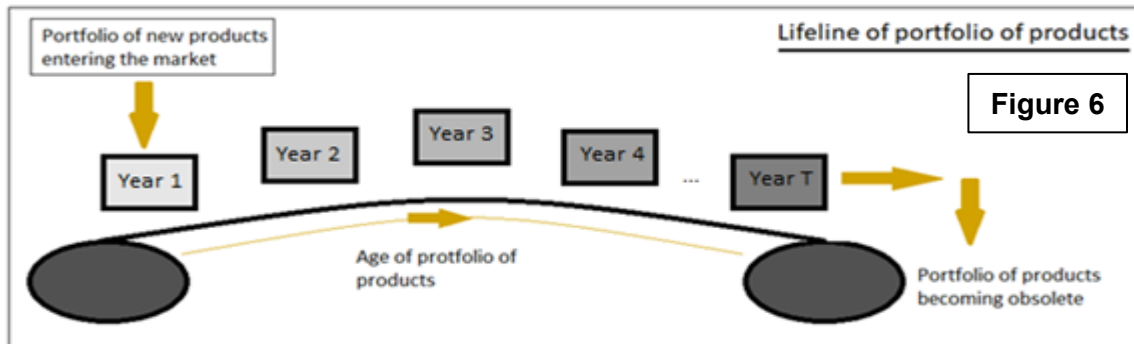 Portfolio of new products
entering the market
Lifeline of portfolio of products
Figure 6
Year 1
Year 2
Year 3
Year 4
...
Year T
Age of protfolio of
products
Portfolio of products
becoming obsolete